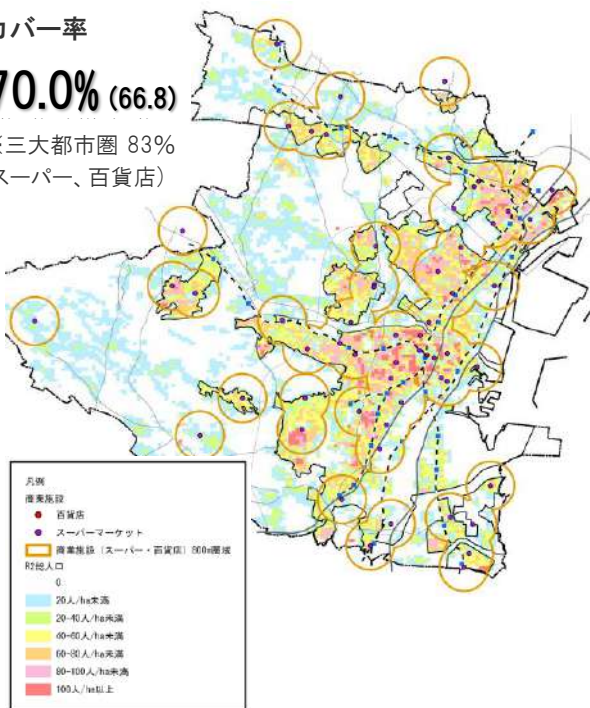 カバー率
70.0% (66.8)
三大都市圏 83%
スーパー、百貨店）
凡例
商業施設
百貨店
スーパーマーケット
商業施設（スーパー・百貨店）800m圏域
R2総人口
0
20人/ha未満
20-40人/ha未満
40-60人/ha未満
60-80人/ha未満
80-100人/ha未満
100人/ha以上